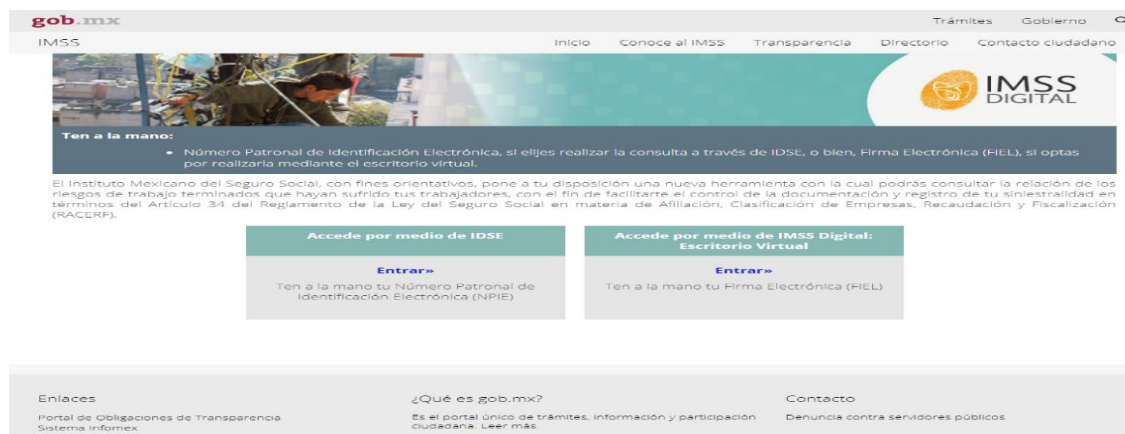 gob.mx
Trámites Gobierno
IMSS
Inicio Conoce al IMSS Transparencia Directorio Contacto ciudadano
IMSS
DIGITAL
Ten a la mano:
• Número Patronal de Identificación Electrónica, si elijes realizar la consulta a través de IDSE, o bien, Firma Electrónica (FIEL), si optas
por realizarla mediante el escritorio virtual.
El Instituto Mexicano del Seguro Social, con fines orientativos, pone a tu disposición una nueva herramienta con la cual podrás consultar la relación de los
riesgos de trabajo terminados que hayan sufrido tus trabajadores, con el fin de facilitarte el control de la documentación y registro de tu siniestralidad en
términos del Artículo 34 del Reglamento de la Ley del Seguro Social en materia de Afiliación, Clasificación de Empresas, Recaudación y Fiscalización
(RACERF).
Accede por medio de IDSE
Entrar»
Ten a la mano tu Número Patronal de
Identificación Electrónica (NPIE)
Accede por medio de IMSS Digital:
Escritorio Virtual
Entrar»
Ten a la mano tu Firma Electrónica (FIEL)
Enlaces
Portal de Obligaciones de Transparencia
Sistema Infomex
¿Qué es gob.mx?
Es el portal único de trámites, información y participación
ciudadana. Leer más
Contacto
Denuncia contra servidores públicos